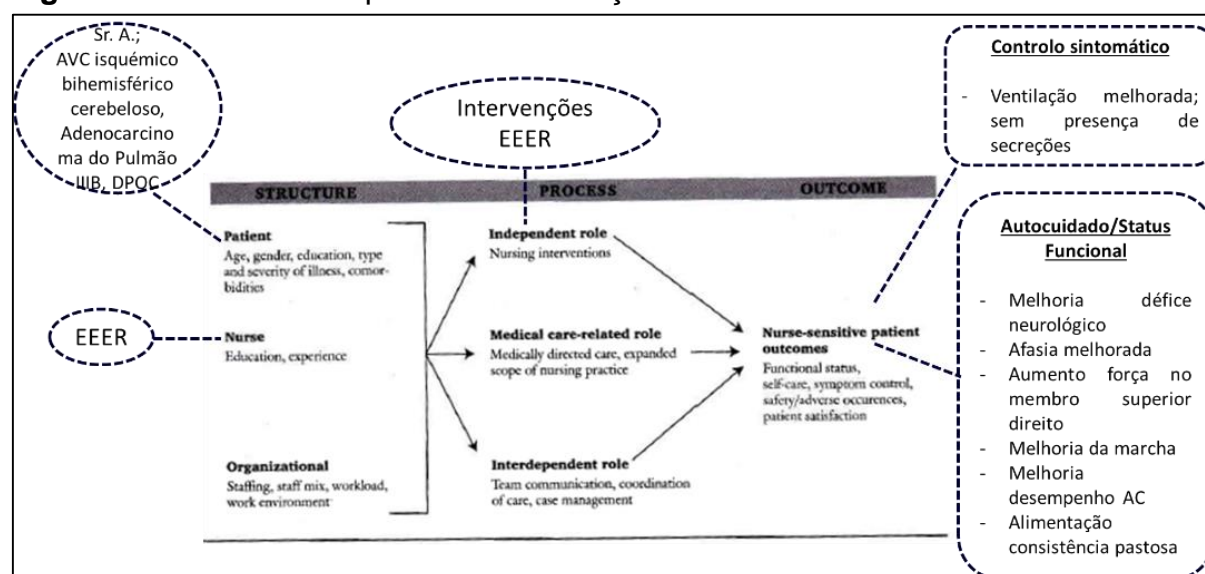 Sr. A.;
AVC isquémico
bihemisférico
cerebeloso,
Adenocarcino
ma do Pulmão
IIIB, DPOC
Intervenções
EEER
Controlo sintomático
- Ventilação melhorada;
sem presença de
secreções
STRUCTURE
PROCESS
OUTCOME
Patient
Age, gender, education, type
and severity of illness, comor-
bidities
Independent role
Nursing interventions
EEER
Nurse
Education, experience
Medical care-related role
Medically directed care, expanded
scope of nursing practice
Nurse-sensitive patient
outcomes
Functional status,
self-care, symptom control,
safety/adverse occurences,
patient satisfaction
Organizational
Staffing, staff mix, workload,
work environment
Interdependent role
Team communication, coordination
of care, case management
Autocuidado/Status
Funcional
- Melhoria défice
neurológico
- Afasia melhorada
- Aumento força no
membro superior
direito
- Melhoria da marcha
- Melhoria
desempenho AC
- Alimentação
consistência pastosa